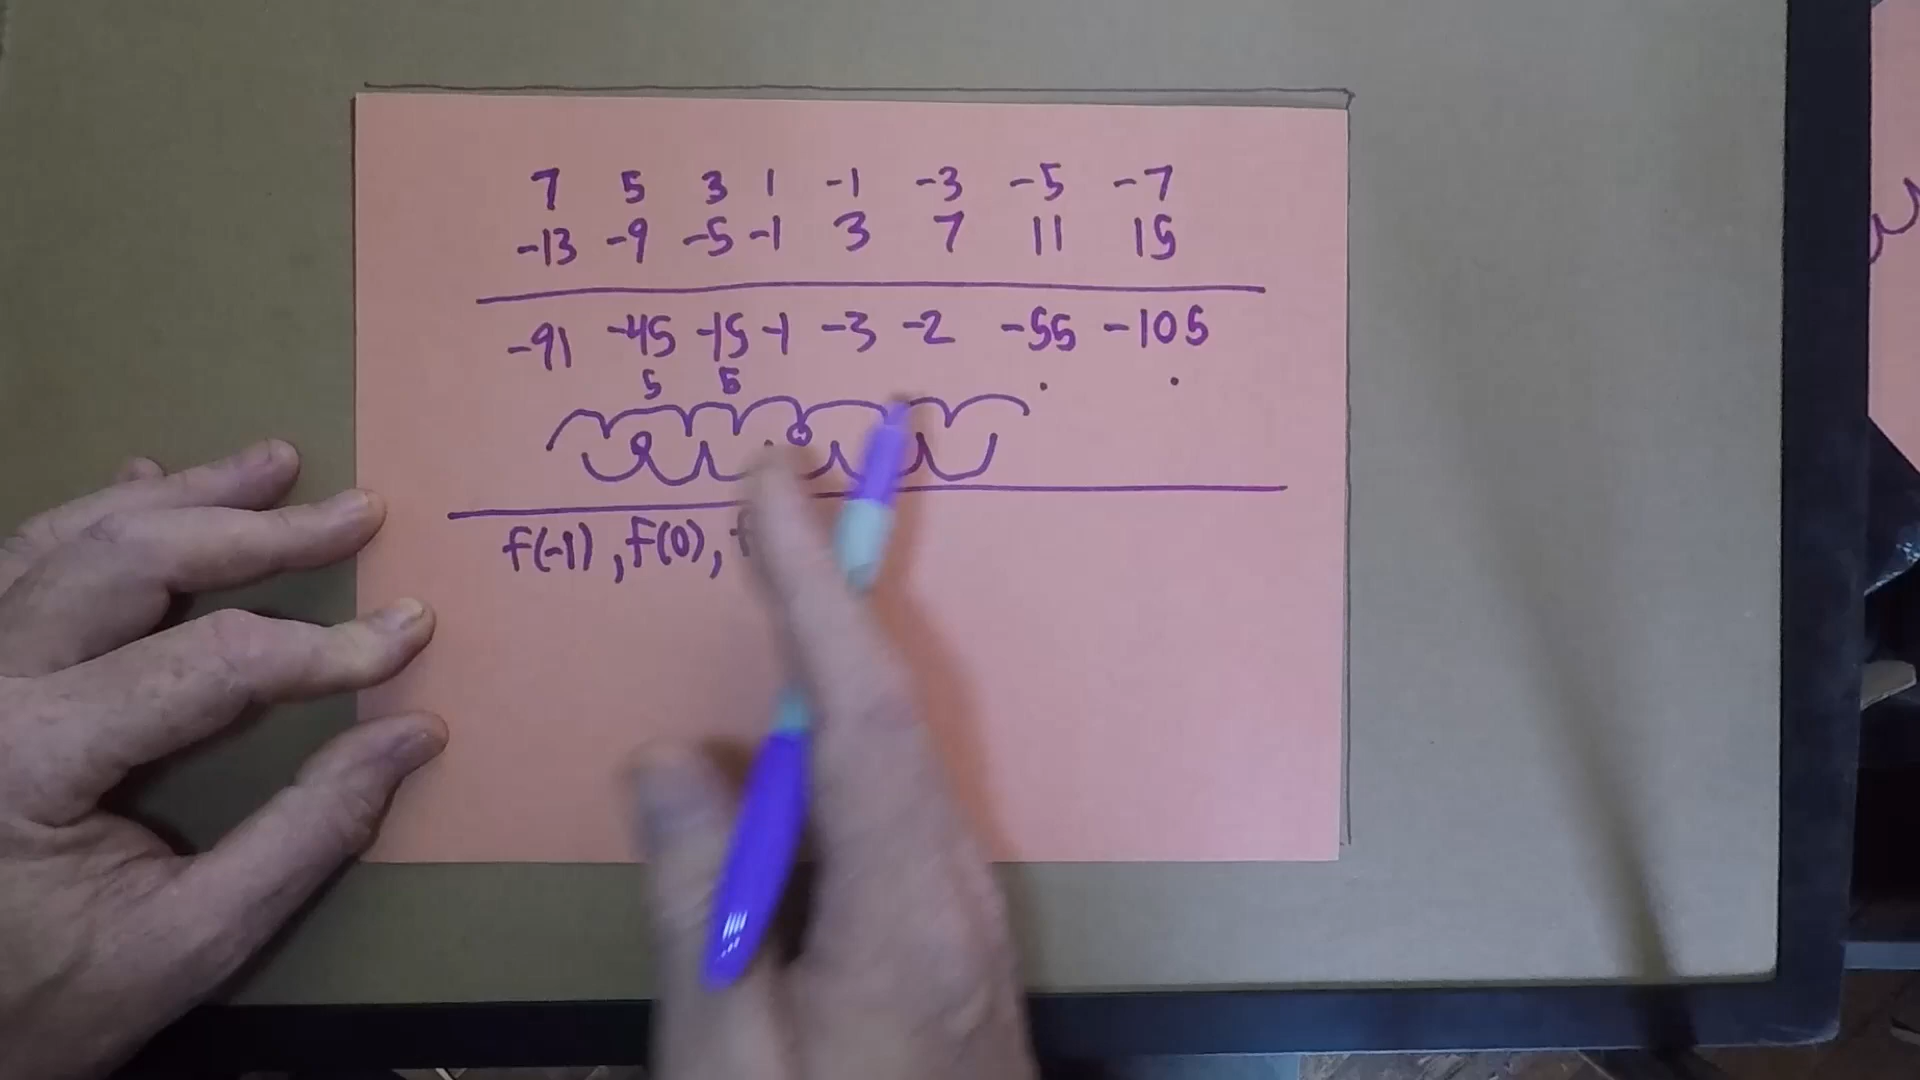 7 5 3 1 -1 -3 -5 -7
-13 -9 -5 -1 3 7 11 15
-91 -45 -15 -1 -3 -2 -55 -105
5 5
f(-1), f(0), f